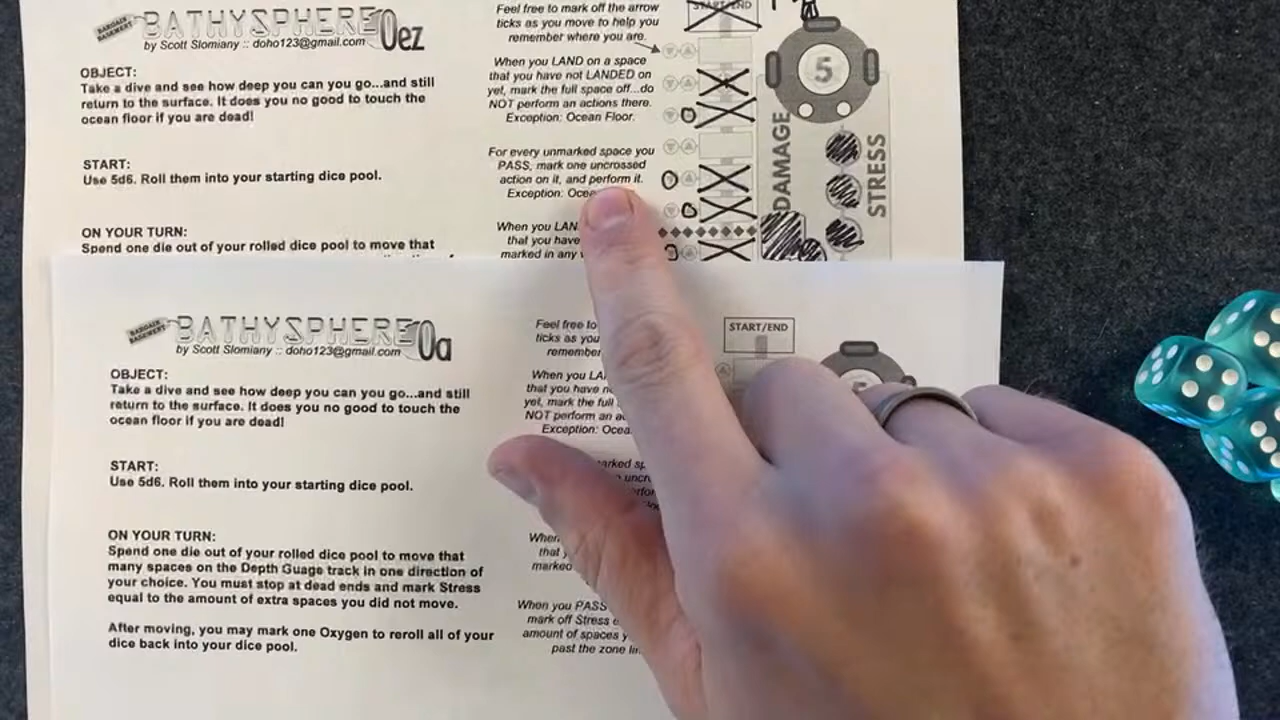 BARGAIN BASEMENT BATHYSPHERE 0ez
by Scott Slomiany :: doho123@gmail.com
OBJECT:
Take a dive and see how deep you can you go...and still
return to the surface. It does you no good to touch the
ocean floor if you are dead!
START:
Use 5d6. Roll them into your starting dice pool.
ON YOUR TURN:
Spend one die out of your rolled dice pool to move that
Feel free to mark off the arrow
ticks as you move to help you
remember where you are.
When you LAND on a space
that you have not LANDED on
yet, mark the full space off...do
NOT perform an actions there.
Exception: Ocean Floor.
For every unmarked space you
PASS, mark one uncrossed
action on it, and perform it.
Exception:
When you
that you have
marked in any
START/END
5
DAMAGE
STRESS
BARGAIN BASEMENT BATHYSPHERE 0a
by Scott Slomiany :: doho123@gmail.com
OBJECT:
Take a dive and see how deep you can you go...and still
return to the surface. It does you no good to touch the
ocean floor if you are dead!
START:
Use 5d6. Roll them into your starting dice pool.
ON YOUR TURN:
Spend one die out of your rolled dice pool to move that
many spaces on the Depth Guage track in one direction of
your choice. You must stop at dead ends and mark Stress
equal to the amount of extra spaces you did not move.
After moving, you may mark one Oxygen to reroll all of your
dice back into your dice pool.
Feel free to
ticks as you
remember
When you
that you have
yet, mark the full
NOT perform an
Exception:
When
that
When you PASS
mark off Stress
amount of spaces
past the zone
START/END